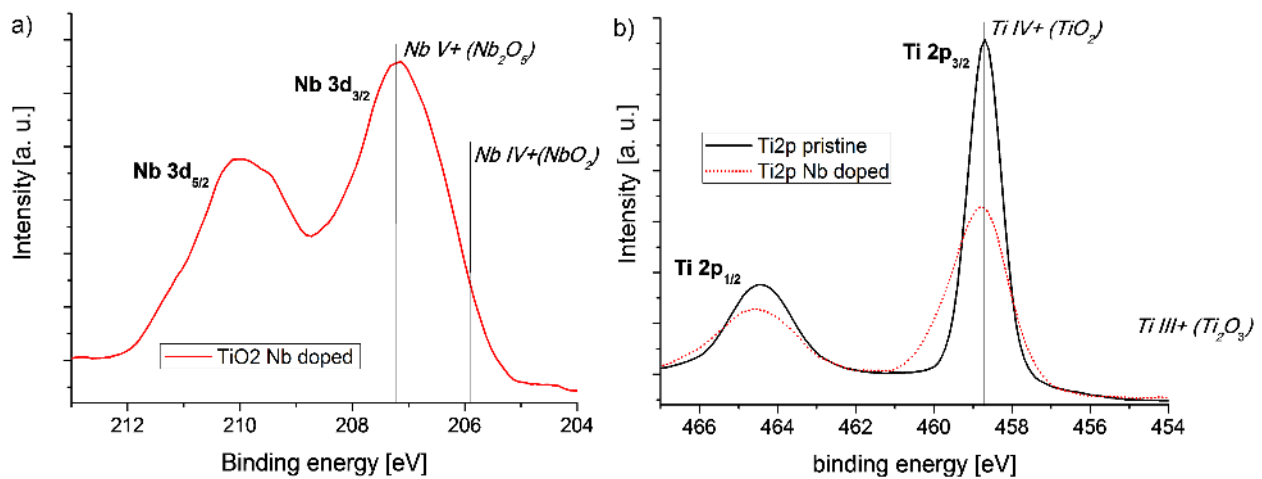 a)
Nb V+ (Nb₂O₅)
Nb 3d₃/₂
Nb IV+(NbO₂)
Nb 3d₅/₂
TiO2 Nb doped
Intensity [a. u.]
212 210 208 206 204
Binding energy [eV]
b)
Ti IV+ (TiO₂)
Ti 2p₃/₂
Ti2p pristine
Ti2p Nb doped
Ti 2p₁/₂
Ti III+ (Ti₂O₃)
Intensity [a. u.]
466 464 462 460 458 456 454
binding energy [eV]